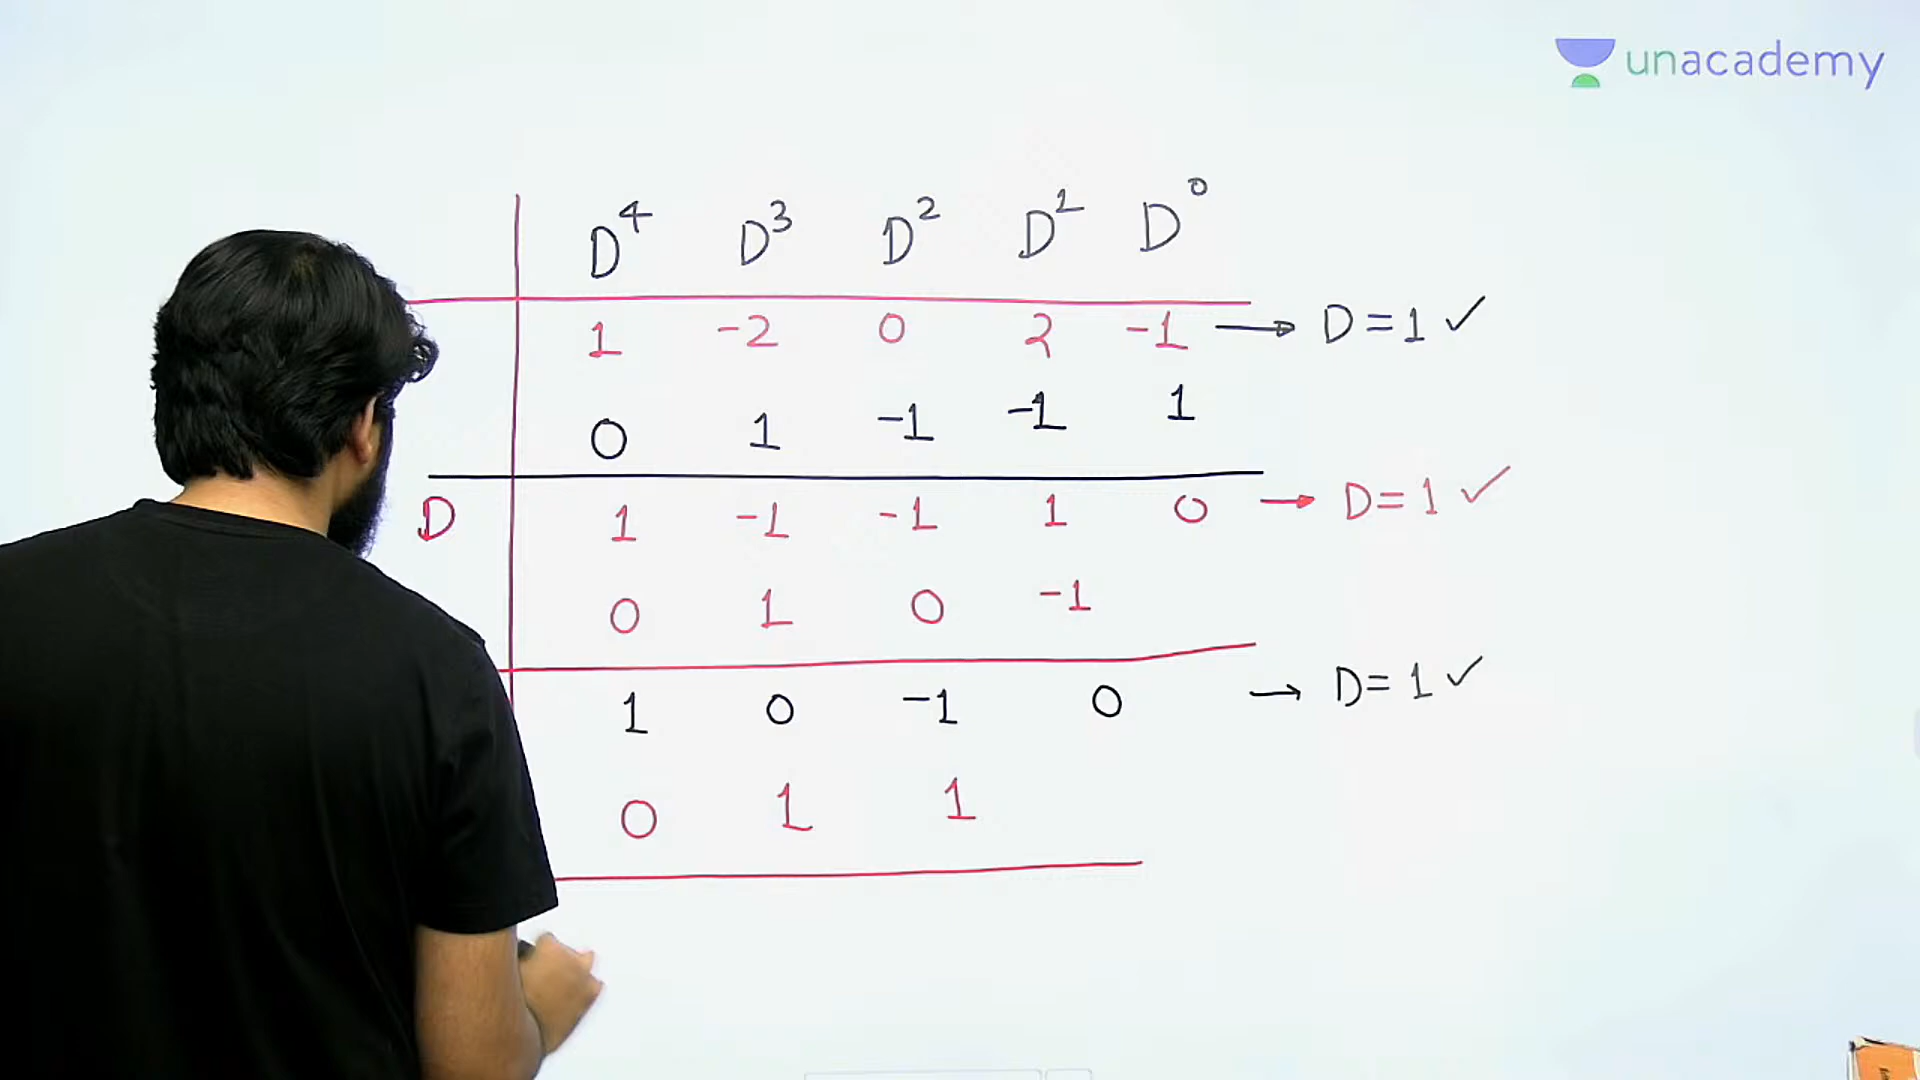 unacademy
D⁴ D³ D² D¹ D⁰
1 -2 0 2 -1 → D=1 ✓
0 1 -1 -1 1
D 1 -1 -1 1 0 → D=1 ✓
0 1 0 -1
1 0 -1 0 → D=1 ✓
0 1 1